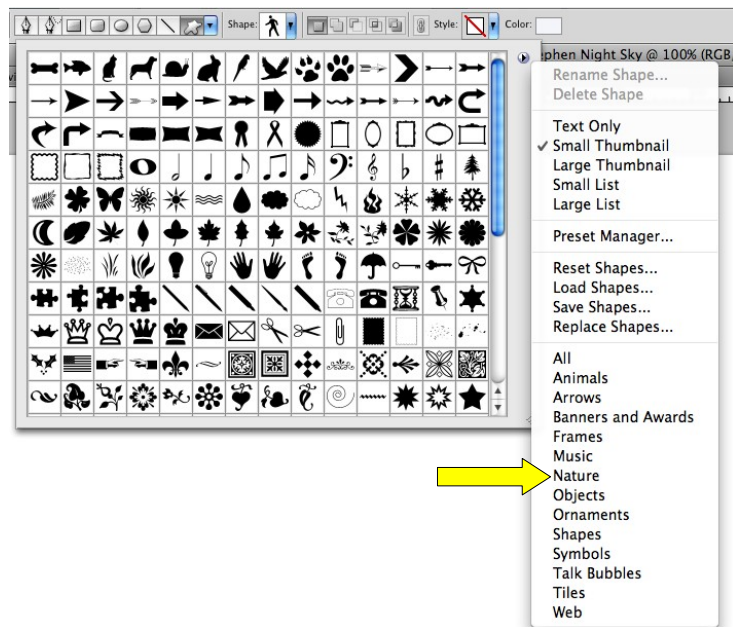 Shape:
Style:
Color:
ephen Night Sky @ 100% (RGB
Rename Shape...
Delete Shape
Text Only
✓ Small Thumbnail
Large Thumbnail
Small List
Large List
Preset Manager...
Reset Shapes...
Load Shapes...
Save Shapes...
Replace Shapes...
All
Animals
Arrows
Banners and Awards
Frames
Music
Nature
Objects
Ornaments
Shapes
Symbols
Talk Bubbles
Tiles
Web